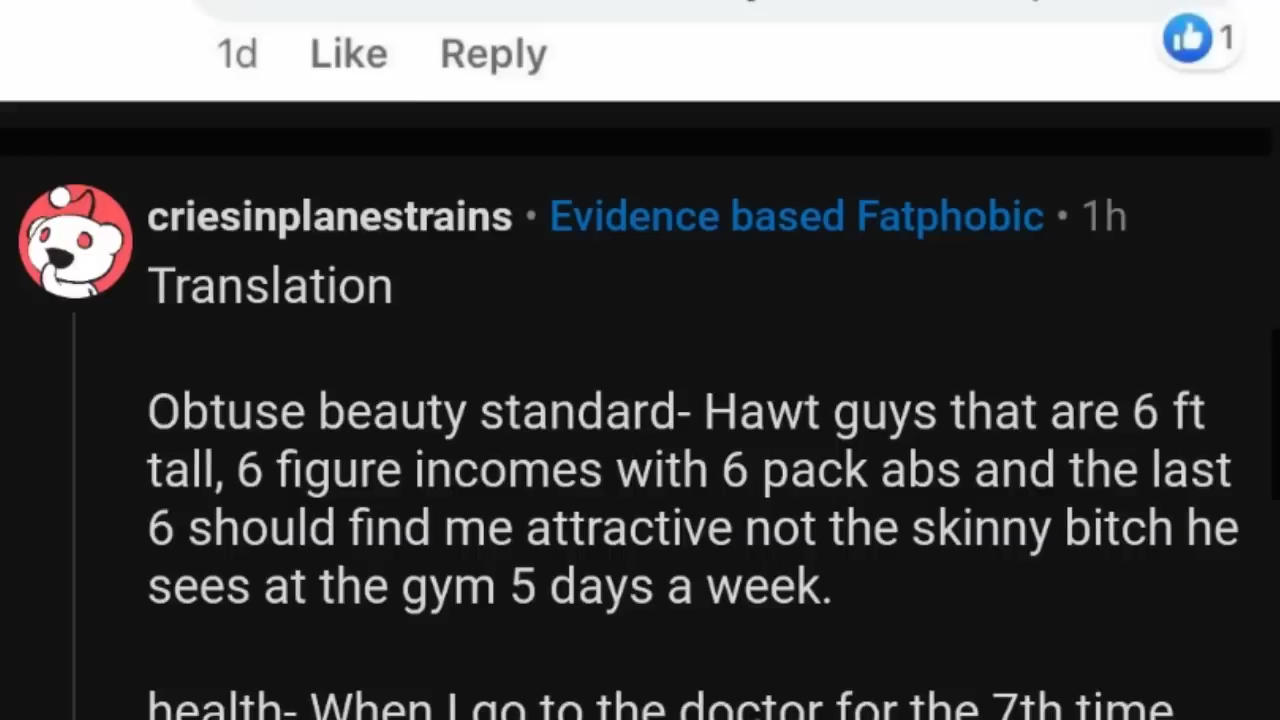 1d Like Reply 1
criesinplanestrains • Evidence based Fatphobic • 1h
Translation
Obtuse beauty standard- Hawt guys that are 6 ft
tall, 6 figure incomes with 6 pack abs and the last
6 should find me attractive not the skinny bitch he
sees at the gym 5 days a week.
health- When I go to the doctor for the 7th time